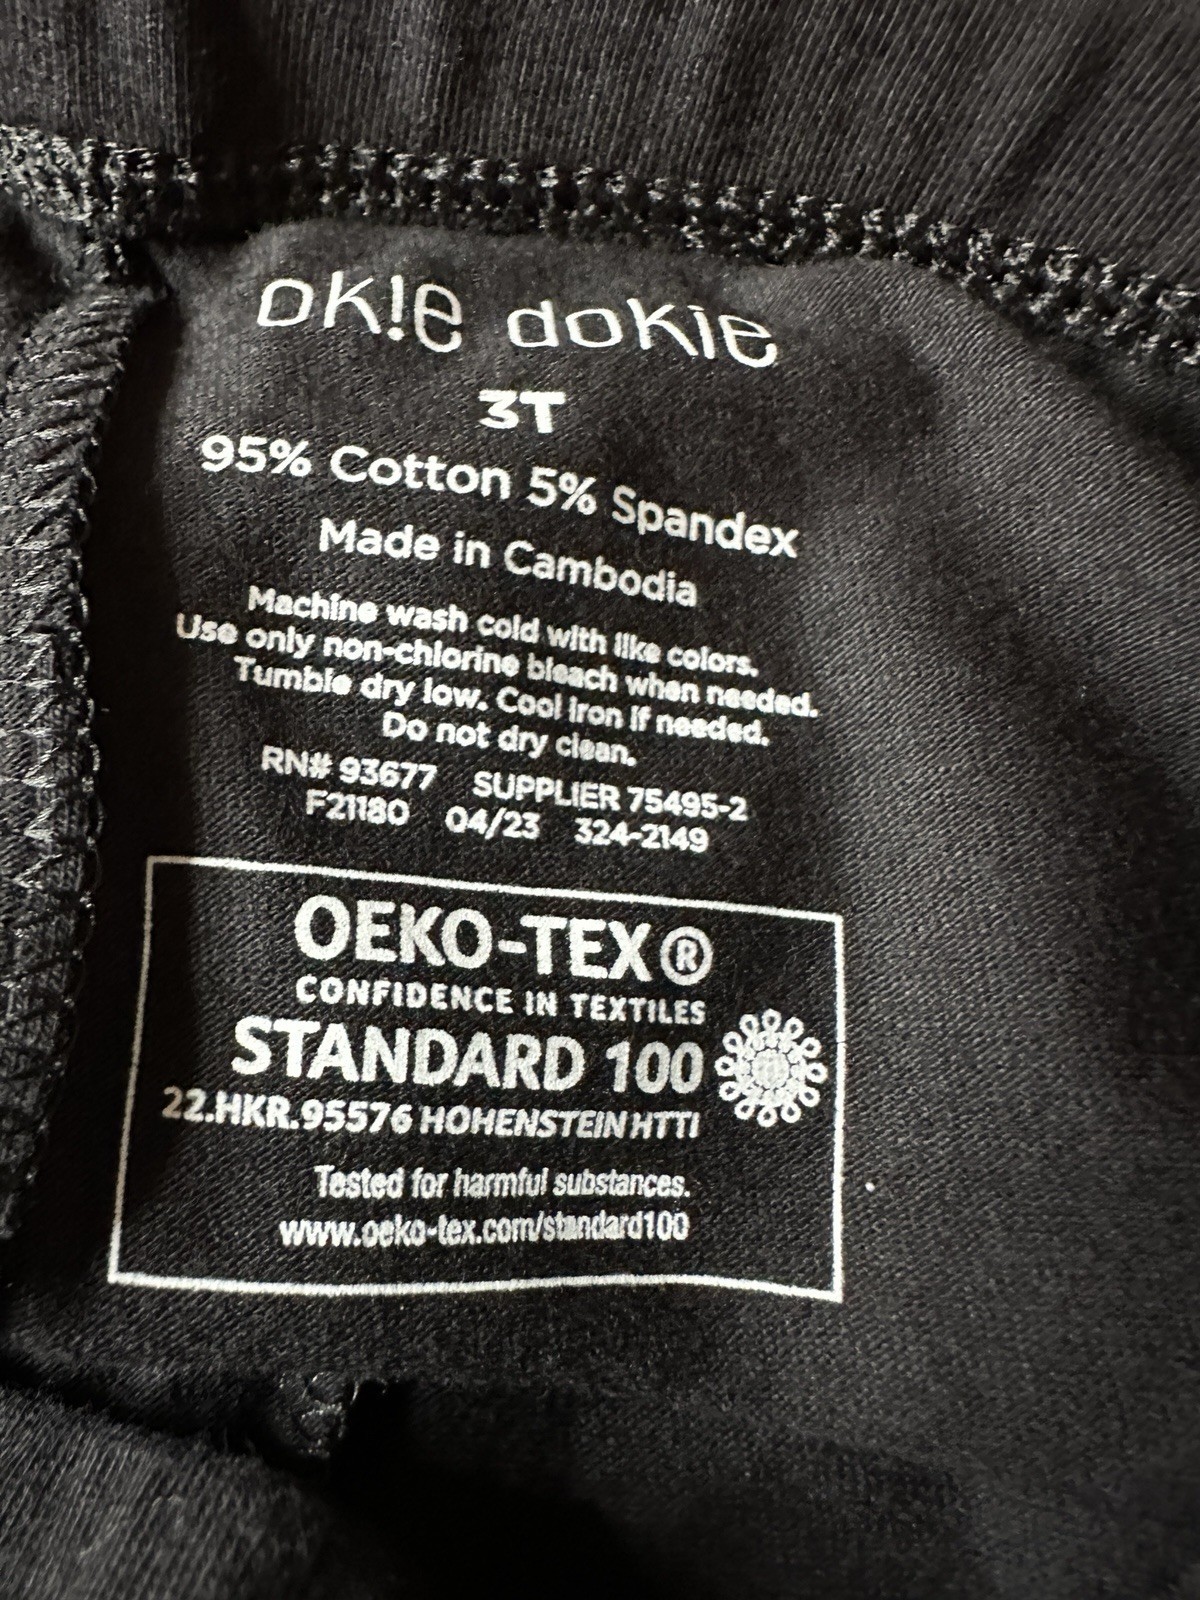 ok!e dokie
3T
95% Cotton 5% Spandex
Made in Cambodia
Machine wash cold with like colors.
Use only non-chlorine bleach when needed.
Tumble dry low. Cool iron if needed.
Do not dry clean.
RN# 93677 SUPPLIER 75495-2
F21180 04/23 324-2149
OEKO-TEX®
CONFIDENCE IN TEXTILES
STANDARD 100
22.HKR.95576 HOHENSTEIN HTTI
Tested for harmful substances.
www.oeko-tex.com/standard100